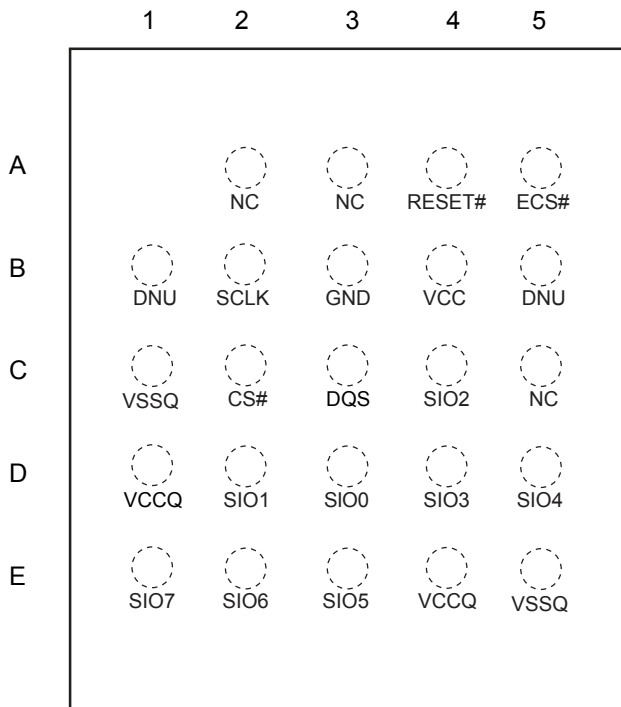 1 2 3 4 5
A
NC NC RESET# ECS#
B
DNU SCLK GND VCC DNU
C
VSSQ CS# DQS SIO2 NC
D
VCCQ SIO1 SIO0 SIO3 SIO4
E
SIO7 SIO6 SIO5 VCCQ VSSQ